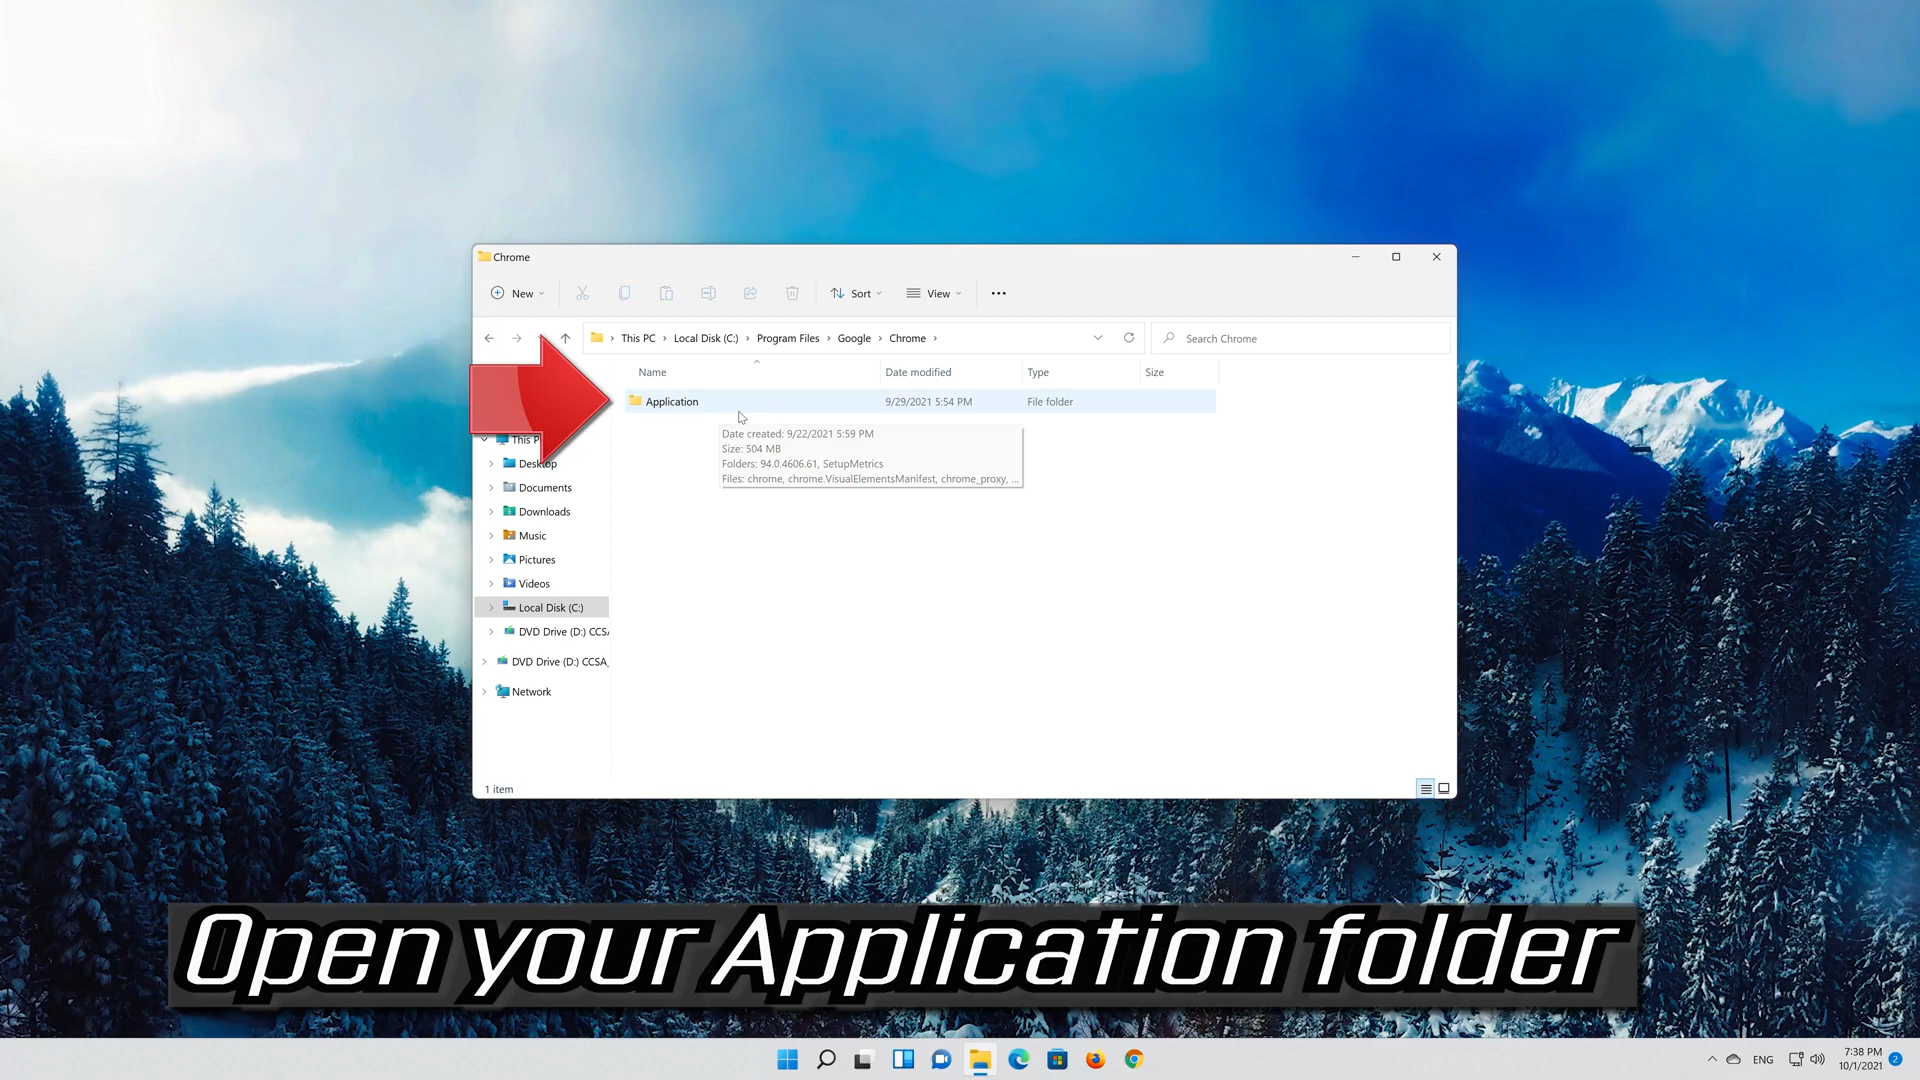 Chrome
New
Sort
View
This PC
Local Disk (C:)
Program Files
Google
Chrome
Search Chrome
Name
Date modified
Type
Size
Application
9/29/2021 5:54 PM
File folder
Date created: 9/22/2021 5:59 PM
Size: 504 MB
Folders: 94.0.4606.61, SetupMetrics
Files: chrome, chrome.VisualElementsManifest, chrome_proxy, ...
This P
Desktop
Documents
Downloads
Music
Pictures
Videos
Local Disk (C:)
DVD Drive (D:) CCSA
DVD Drive (D:) CCSA_
Network
1 item
Open your Application folder
ENG
7:38 PM
10/1/2021
2